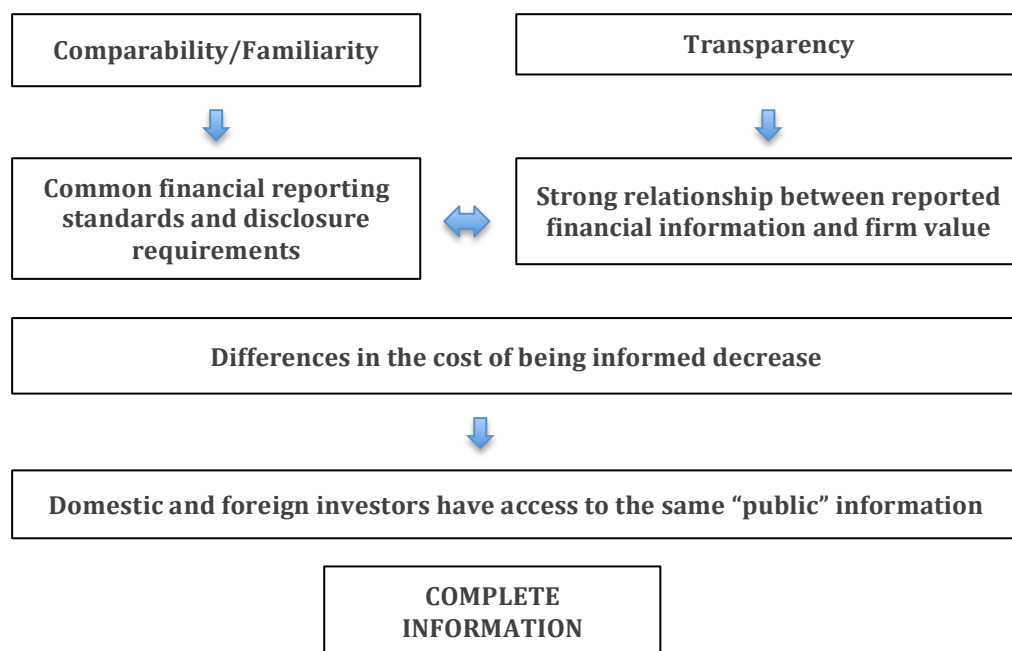 Comparability/Familiarity
Transparency
Common financial reporting
standards and disclosure
requirements
Strong relationship between reported
financial information and firm value
Differences in the cost of being informed decrease
Domestic and foreign investors have access to the same “public” information
COMPLETE
INFORMATION